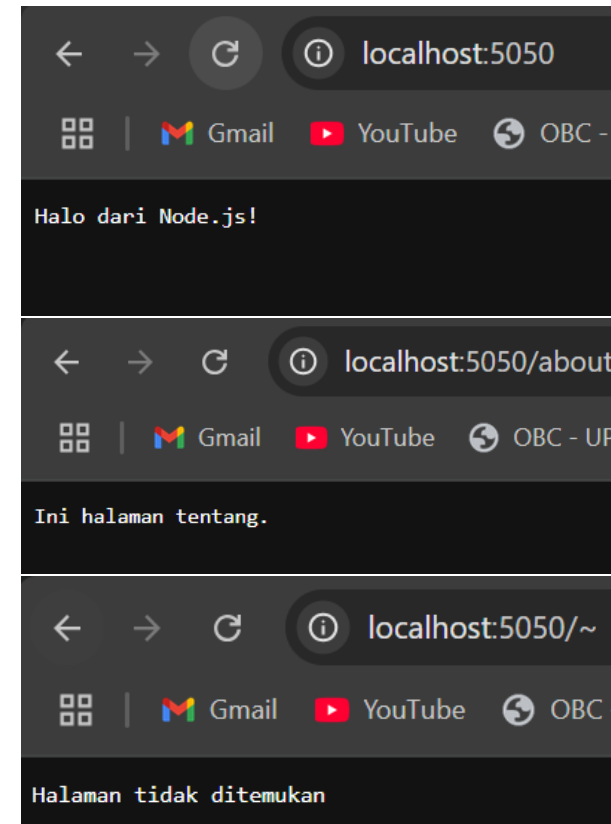 localhost:5050
Gmail YouTube OBC -
Halo dari Node.js!
localhost:5050/about
Gmail YouTube OBC - UP
Ini halaman tentang.
localhost:5050/~
Gmail YouTube OBC
Halaman tidak ditemukan